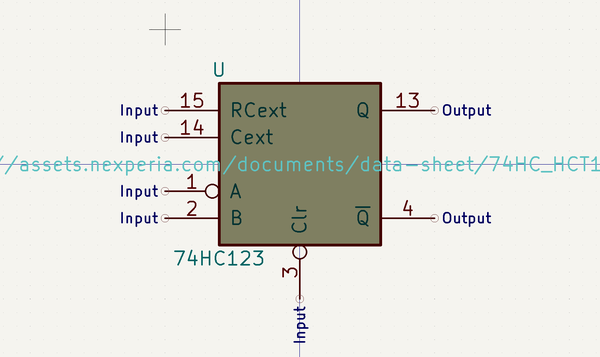 U
Input 15 RCext Q 13 Output
Input 14 Cext
//assets.nexperia.com/documents/data-sheet/74HC_HCT1
Input 1 A
Input 2 B Clr Q̅ 4 Output
74HC123
3
Input